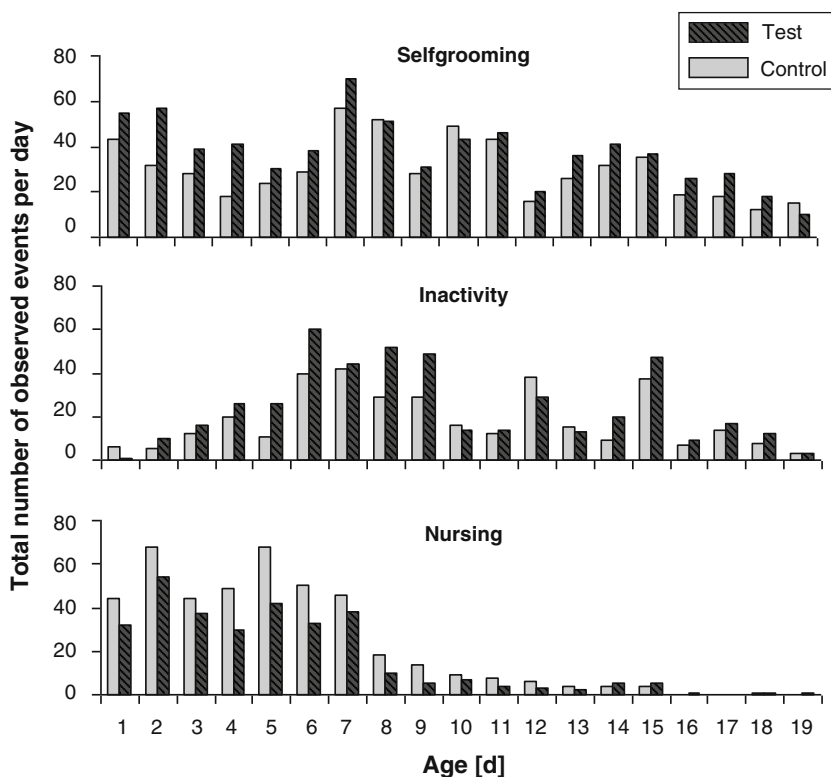 Test
Control
Selfgrooming
80
60
40
20
0
Inactivity
80
60
40
20
0
Nursing
80
60
40
20
0
1 2 3 4 5 6 7 8 9 10 11 12 13 14 15 16 17 18 19
Age [d]
Total number of observed events per day